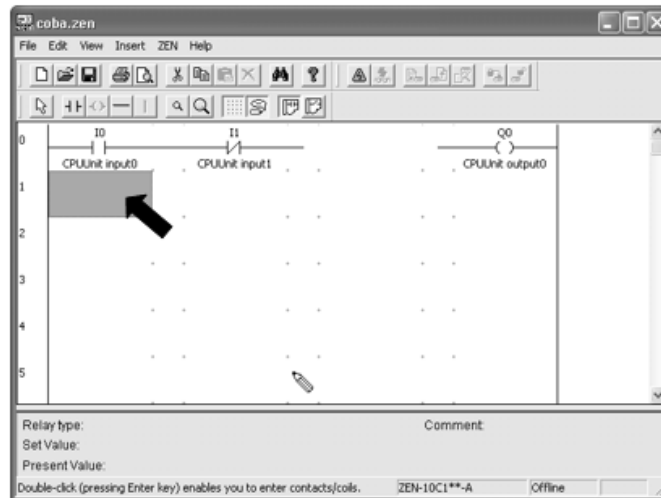 coba.zen
File Edit View Insert ZEN Help
0 I0 I1 Q0
CPUUnit input0 CPUUnit input1 CPUUnit output0
1
2
3
4
5
Relay type: Comment:
Set Value:
Present Value:
Double-click (pressing Enter key) enables you to enter contacts/coils. ZEN-10C1**-A Offline